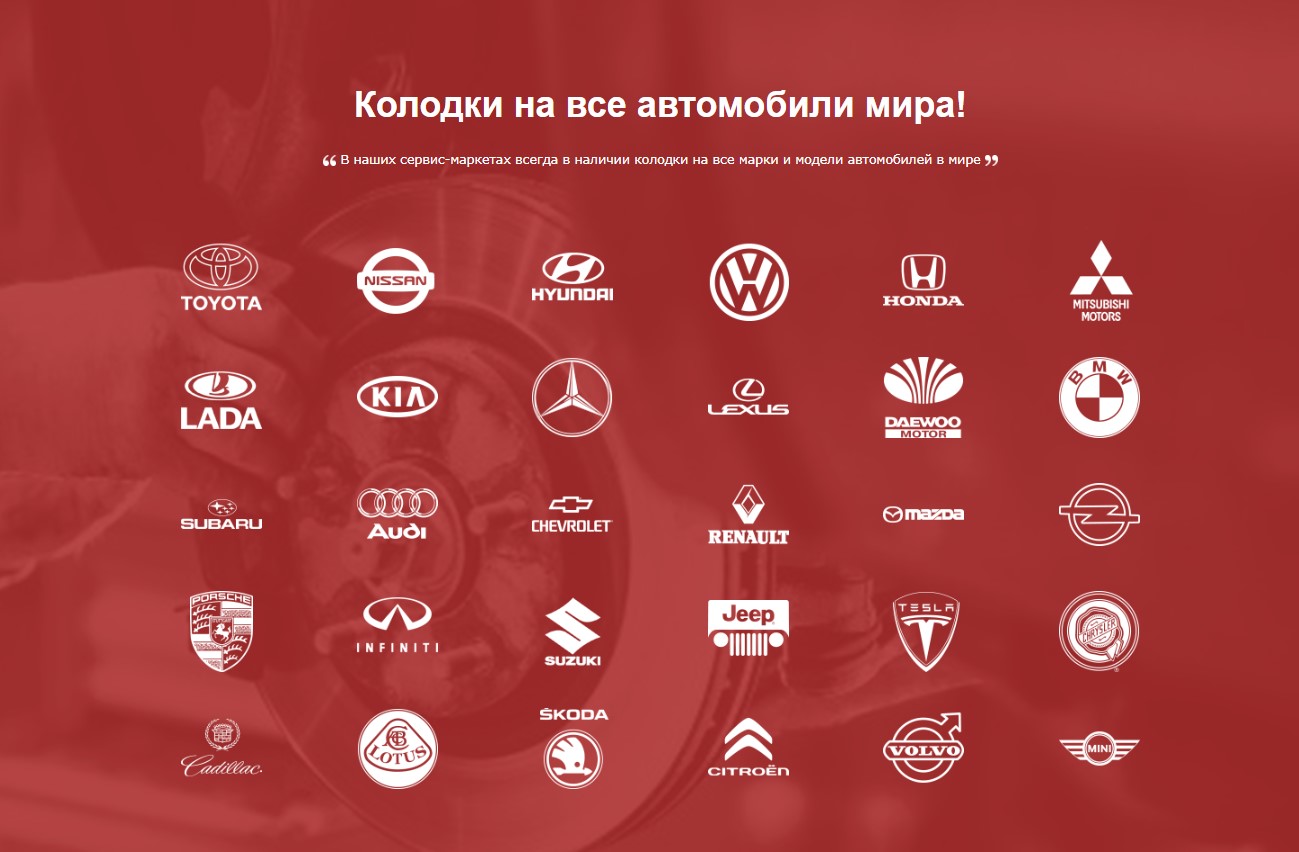 Колодки на все автомобили мира!
“ В наших сервис-маркетах всегда в наличии колодки на все марки и модели автомобилей в мире ”
TOYOTA
NISSAN
HYUNDAI
HONDA
MITSUBISHI
MOTORS
LADA
KIA
LEXUS
DAEWOO
MOTOR
BMW
SUBARU
Audi
CHEVROLET
RENAULT
mazda
PORSCHE
INFINITI
SUZUKI
Jeep
TESLA
CHRYSLER
Cadillac
LOTUS
ŠKODA
CITROËN
VOLVO
MINI